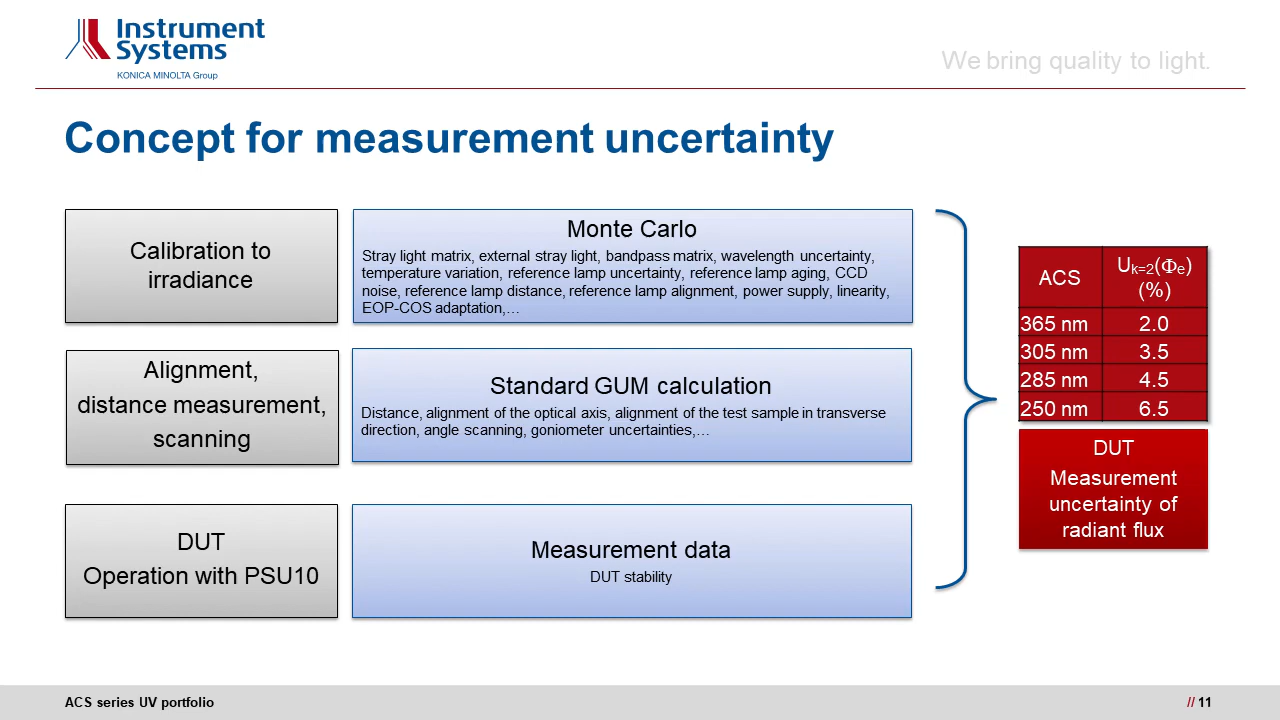 Instrument
Systems
KONICA MINOLTA Group
We bring quality to light.
Concept for measurement uncertainty
Calibration to
irradiance
Monte Carlo
Stray light matrix, external stray light, bandpass matrix, wavelength uncertainty,
temperature variation, reference lamp uncertainty, reference lamp aging, CCD
noise, reference lamp distance, reference lamp alignment, power supply, linearity,
EOP-COS adaptation,…
Alignment,
distance measurement,
scanning
Standard GUM calculation
Distance, alignment of the optical axis, alignment of the test sample in transverse
direction, angle scanning, goniometer uncertainties,…
DUT
Operation with PSU10
Measurement data
DUT stability
ACS Uk=2(Φe) (%)
365 nm 2.0
305 nm 3.5
285 nm 4.5
250 nm 6.5
DUT
Measurement
uncertainty of
radiant flux
ACS series UV portfolio
// 11